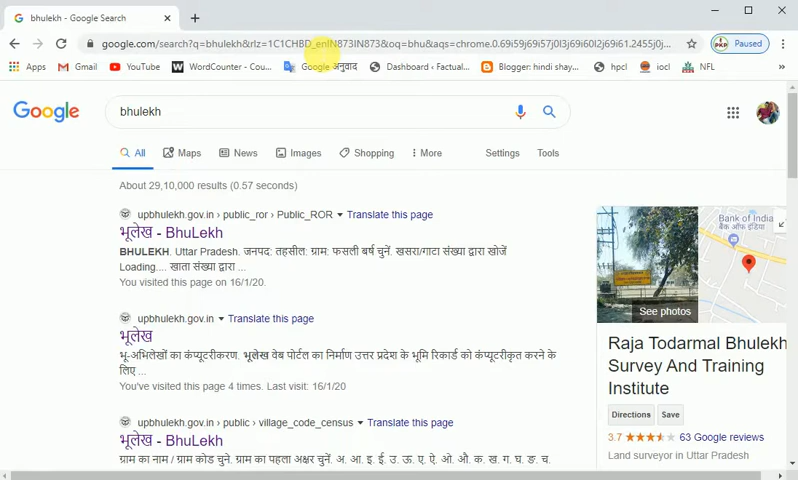 bhulekh - Google Search
google.com/search?q=bhulekh&rlz=1C1CHBD_enIN873IN873&oq=bhu&aqs=chrome.0.69i59j69i57j0l3j69i60l2j69i61.2455j0...
PKP
Paused
Apps
Gmail
YouTube
WordCounter - Cou...
Google अनुवाद
Dashboard ‹ Factual...
Blogger: hindi shay...
hpcl
iocl
NFL
»
Google
bhulekh
All
Maps
News
Images
Shopping
More
Settings
Tools
About 29,10,000 results (0.57 seconds)
upbhulekh.gov.in › public_ror › Public_ROR ▾ Translate this page
भूलेख - BhuLekh
BHULEKH. Uttar Pradesh. जनपद: तहसील: ग्राम: फसली बर्ष चुनें. खसरा/गाटा संख्या द्वारा खोजें
Loading.... खाता संख्या द्वारा ...
You visited this page on 16/1/20.
upbhulekh.gov.in ▾ Translate this page
भूलेख
भू-अभिलेखों का कंप्यूटरीकरण. भूलेख वेब पोर्टल का निर्माण उत्तर प्रदेश के भूमि रिकार्ड को कंप्यूटरीकृत करने के
लिए ...
You've visited this page 4 times. Last visit: 16/1/20
upbhulekh.gov.in › public › village_code_census ▾ Translate this page
भूलेख - BhuLekh
ग्राम का नाम / ग्राम कोड चुने. ग्राम का पहला अक्षर चुनें. अ. आ. इ. ई. उ. ऊ. ए. ऐ. ओ. औ. क. ख. ग. घ. ङ. च.
Bank of India
बैंक ऑफ इंडिया
See photos
Raja Todarmal Bhulekh
Survey And Training
Institute
Directions
Save
3.7
63 Google reviews
Land surveyor in Uttar Pradesh